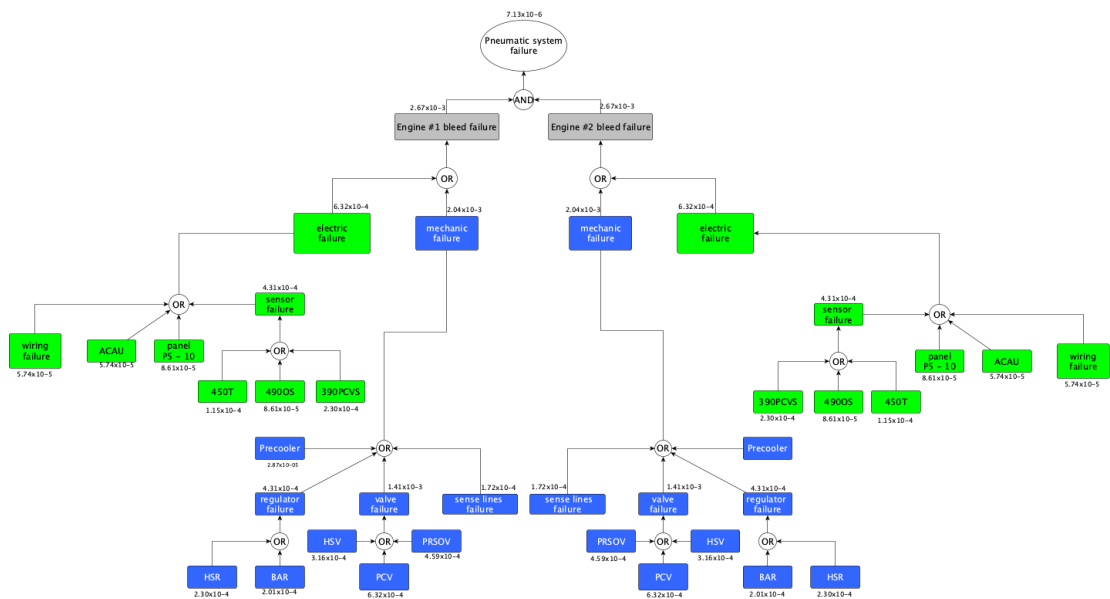 7.13x10-6
Pneumatic system
failure
AND
2.67x10-3
2.67x10-3
Engine #1 bleed failure
Engine #2 bleed failure
OR
OR
6.32x10-4
2.04x10-3
2.04x10-3
6.32x10-4
electric
failure
mechanic
failure
mechanic
failure
electric
failure
4.31x10-4
sensor
failure
OR
4.31x10-4
sensor
failure
OR
wiring
failure
5.74x10-5
ACAU
5.74x10-5
panel
P5 - 10
8.61x10-5
OR
OR
panel
P5 - 10
8.61x10-5
ACAU
5.74x10-5
wiring
failure
5.74x10-5
450T
1.15x10-4
490OS
8.61x10-5
390PCVS
2.30x10-4
390PCVS
2.30x10-4
490OS
8.61x10-5
450T
1.15x10-4
Precooler
OR
OR
Precooler
4.31x10-4
regulator
failure
1.41x10-3
valve
failure
1.72x10-4
sense lines
failure
1.72x10-4
sense lines
failure
1.41x10-3
valve
failure
4.31x10-4
regulator
failure
OR
HSV
3.16x10-4
OR
PRSOV
4.59x10-4
PRSOV
4.59x10-4
OR
HSV
3.16x10-4
OR
HSR
2.30x10-4
BAR
2.01x10-4
PCV
6.32x10-4
PCV
6.32x10-4
BAR
2.01x10-4
HSR
2.30x10-4